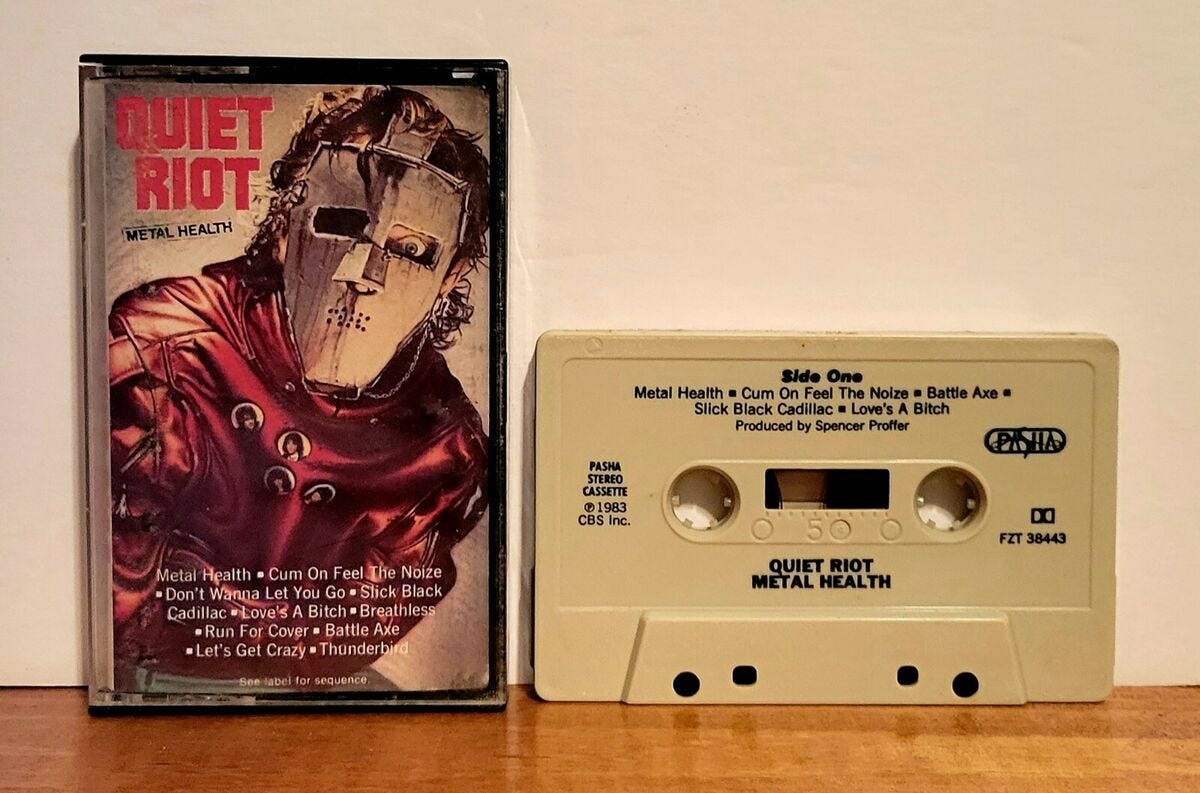 QUIET
RIOT
METAL HEALTH
Metal Health ▪ Cum On Feel The Noize
▪ Don't Wanna Let You Go ▪ Slick Black
Cadillac ▪ Love's A Bitch ▪ Breathless
▪ Run For Cover ▪ Battle Axe
▪ Let's Get Crazy ▪ Thunderbird
See label for sequence
Side One
Metal Health ▪ Cum On Feel The Noize ▪ Battle Axe ▪
Slick Black Cadillac ▪ Love's A Bitch
Produced by Spencer Proffer
PASHA
PASHA
STEREO
CASSETTE
℗ 1983
CBS Inc.
50
FZT 38443
QUIET RIOT
METAL HEALTH